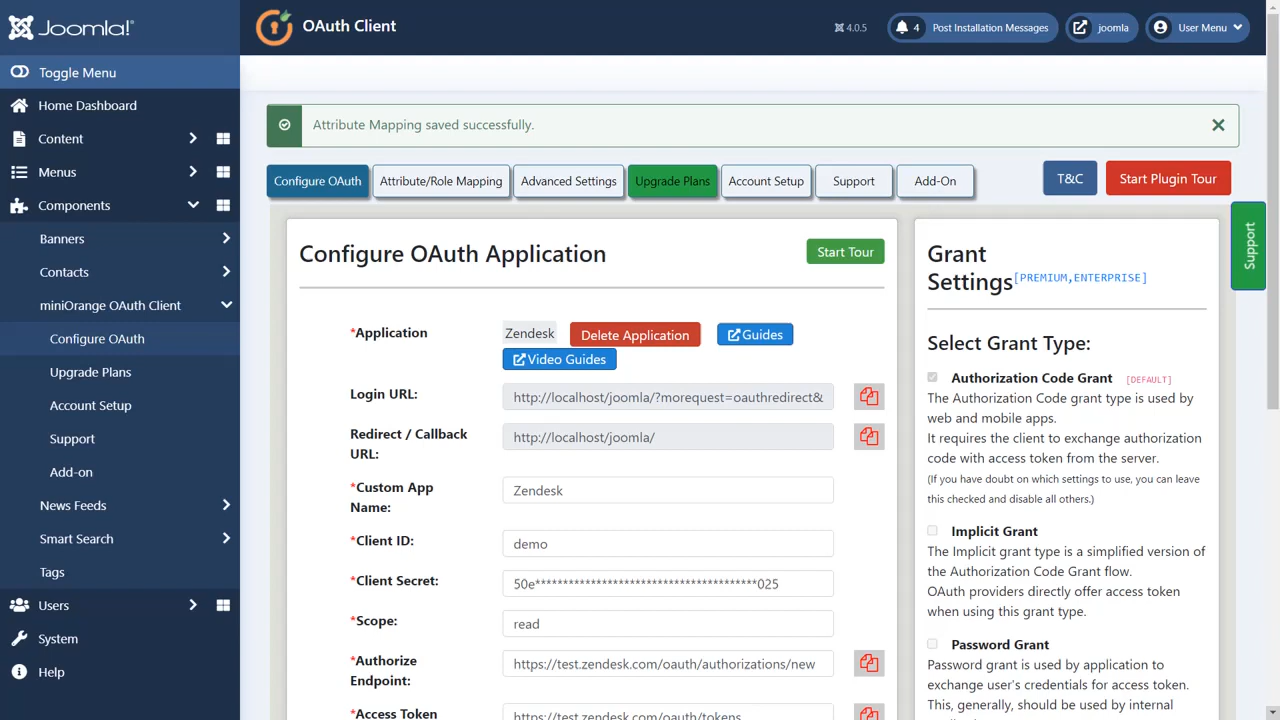 Joomla!
OAuth Client
4.0.5
4
Post Installation Messages
joomla
User Menu
Toggle Menu
Home Dashboard
Content
Menus
Components
Banners
Contacts
miniOrange OAuth Client
Configure OAuth
Upgrade Plans
Account Setup
Support
Add-on
News Feeds
Smart Search
Tags
Users
System
Help
Attribute Mapping saved successfully.
Configure OAuth
Attribute/Role Mapping
Advanced Settings
Upgrade Plans
Account Setup
Support
Add-On
T&C
Start Plugin Tour
Support
Configure OAuth Application
Start Tour
*Application
Zendesk
Delete Application
Guides
Video Guides
Login URL:
http://localhost/joomla/?morequest=oauthredirect&
Redirect / Callback
URL:
http://localhost/joomla/
*Custom App
Name:
Zendesk
*Client ID:
demo
*Client Secret:
50e****************************************025
*Scope:
read
*Authorize
Endpoint:
https://test.zendesk.com/oauth/authorizations/new
*Access Token
https://test.zendesk.com/oauth/tokens
Grant
Settings[PREMIUM,ENTERPRISE]
Select Grant Type:
Authorization Code Grant [DEFAULT]
The Authorization Code grant type is used by
web and mobile apps.
It requires the client to exchange authorization
code with access token from the server.
(If you have doubt on which settings to use, you can leave
this checked and disable all others.)
Implicit Grant
The Implicit grant type is a simplified version of
the Authorization Code Grant flow.
OAuth providers directly offer access token
when using this grant type.
Password Grant
Password grant is used by application to
exchange user's credentials for access token.
This, generally, should be used by internal